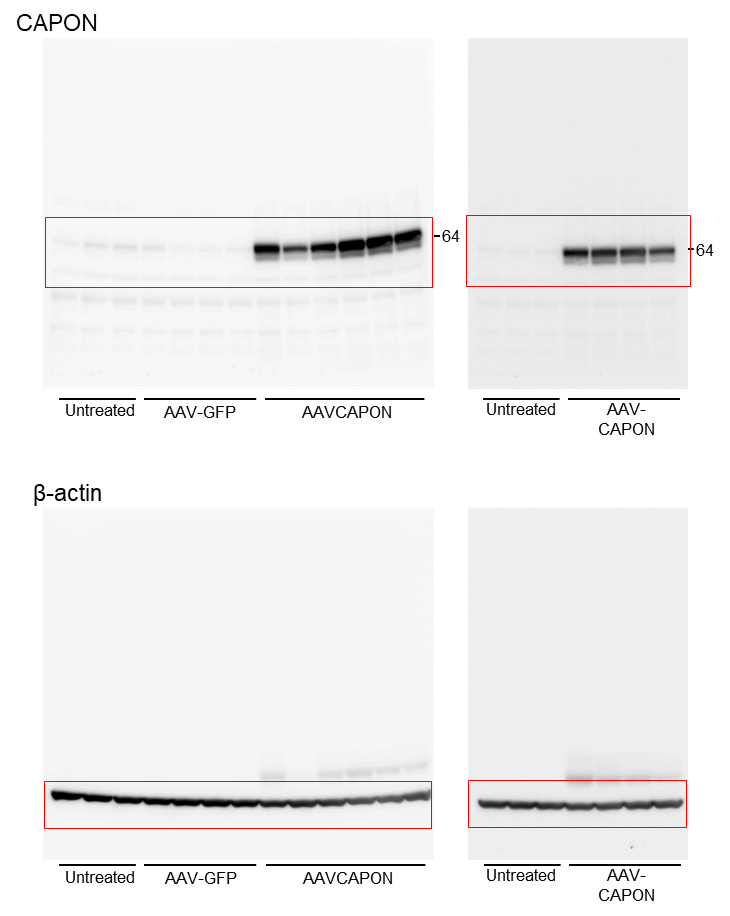 CAPON
-64
-64
Untreated AAV-GFP AAVCAPON
Untreated AAV-
CAPON
β-actin
Untreated AAV-GFP AAVCAPON
Untreated AAV-
CAPON